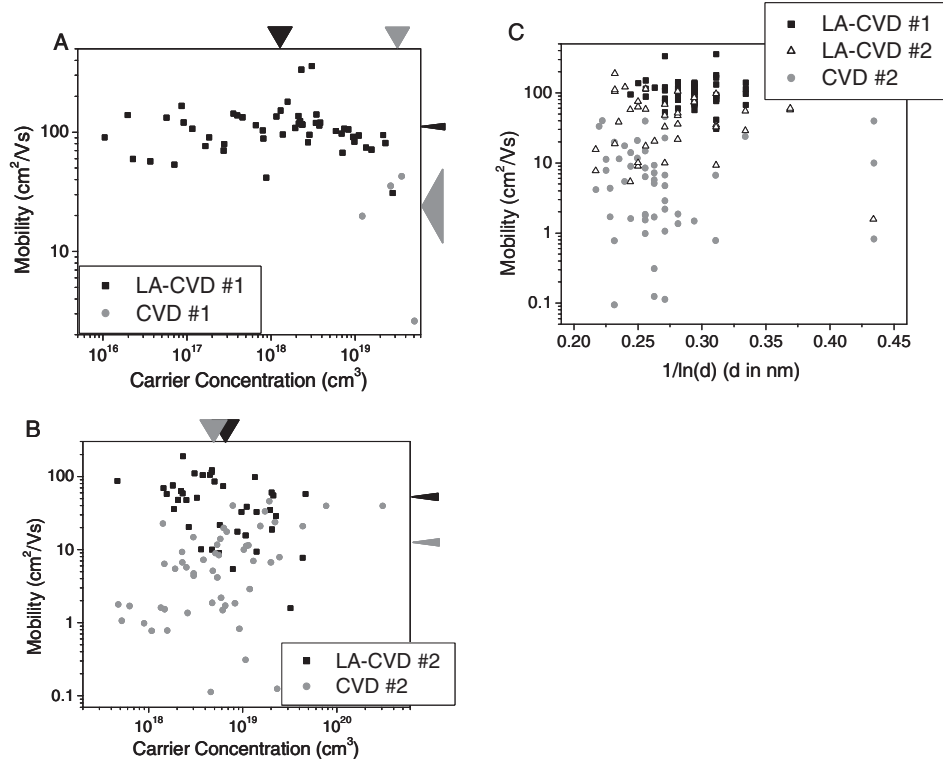 A
100
10
Mobility (cm²/Vs)
LA-CVD #1
CVD #1
10¹⁶ 10¹⁷ 10¹⁸ 10¹⁹
Carrier Concentration (cm³)
C
LA-CVD #1
LA-CVD #2
CVD #2
100
10
1
0.1
Mobility (cm²/Vs)
0.20 0.25 0.30 0.35 0.40 0.45
1/ln(d) (d in nm)
B
100
10
1
0.1
Mobility (cm²/Vs)
LA-CVD #2
CVD #2
10¹⁸ 10¹⁹ 10²⁰
Carrier Concentration (cm³)